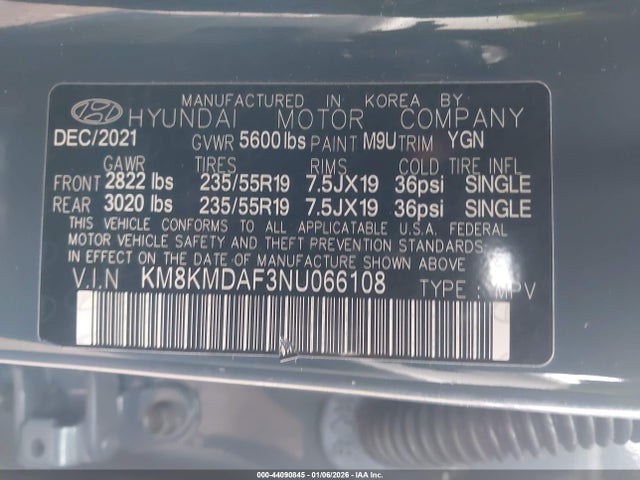 MANUFACTURED IN KOREA BY
HYUNDAI MOTOR COMPANY
DEC/2021 GVWR 5600 lbs PAINT M9U TRIM YGN
GAWR TIRES RIMS COLD TIRE INFL
FRONT 2822 lbs 235/55R19 7.5JX19 36psi SINGLE
REAR 3020 lbs 235/55R19 7.5JX19 36psi SINGLE
THIS VEHICLE CONFORMS TO ALL APPLICABLE U.S.A. FEDERAL
MOTOR VEHICLE SAFETY AND THEFT PREVENTION STANDARDS
IN EFFECT ON THE DATE OF MANUFACTURE SHOWN ABOVE.
V.I.N KM8KMDAF3NU066108 TYPE : MPV
000-44090845 - 01/06/2026 - © IAA Inc.